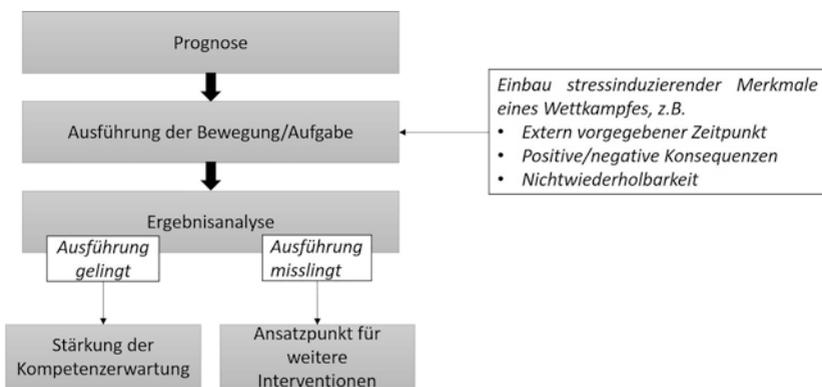 Prognose
Ausführung der Bewegung/Aufgabe
Einbau stressinduzierender Merkmale
eines Wettkampfes, z.B.
• Extern vorgegebener Zeitpunkt
• Positive/negative Konsequenzen
• Nichtwiederholbarkeit
Ergebnisanalyse
Ausführung
gelingt
Ausführung
misslingt
Stärkung der
Kompetenzerwartung
Ansatzpunkt für
weitere
Interventionen